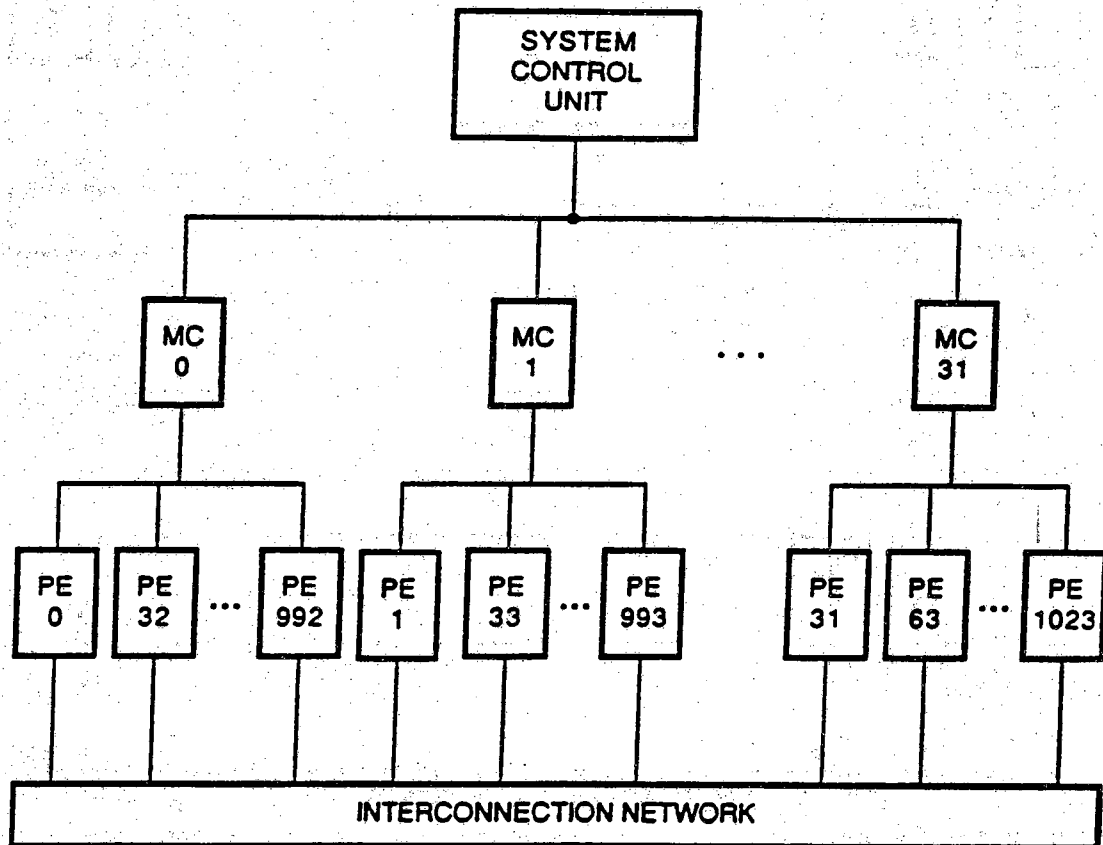 SYSTEM
CONTROL
UNIT
MC
0
MC
1
...
MC
31
PE
0
PE
32
...
PE
992
PE
1
PE
33
...
PE
993
PE
31
PE
63
...
PE
1023
INTERCONNECTION NETWORK